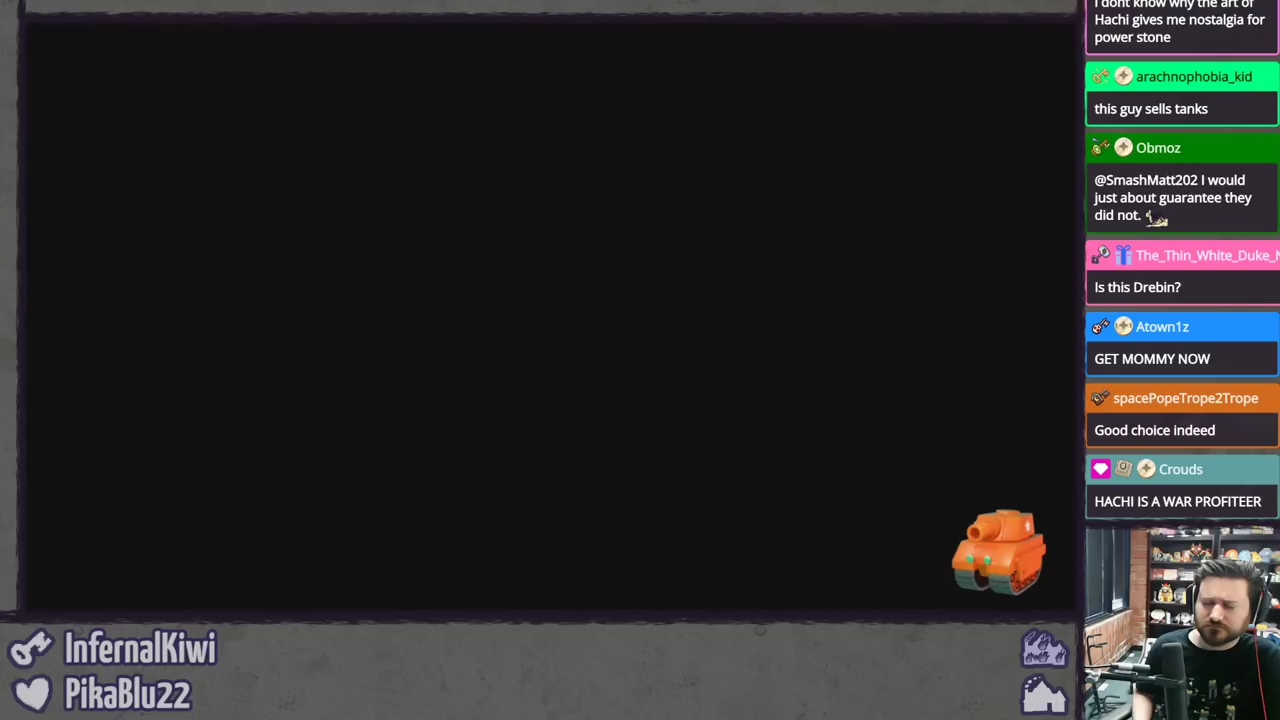 I dont know why the art of
Hachi gives me nostalgia for
power stone
arachnophobia_kid
this guy sells tanks
Obmoz
@SmashMatt202 I would
just about guarantee they
did not.
The_Thin_White_Duke_
Is this Drebin?
Atown1z
GET MOMMY NOW
spacePopeTrope2Trope
Good choice indeed
Crouds
HACHI IS A WAR PROFITEER
InfernalKiwi
PikaBlu22